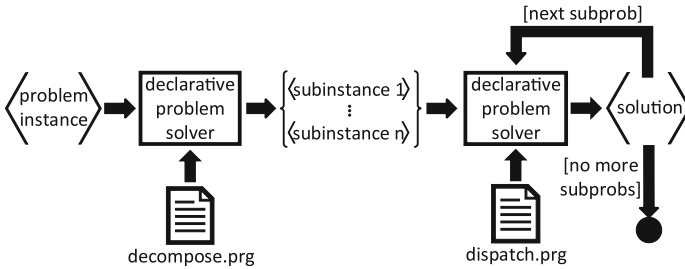 [next subprob]
problem
instance
declarative
problem
solver
subinstance 1
⋮
subinstance n
declarative
problem
solver
solution
[no more
subprobs]
decompose.prg
dispatch.prg